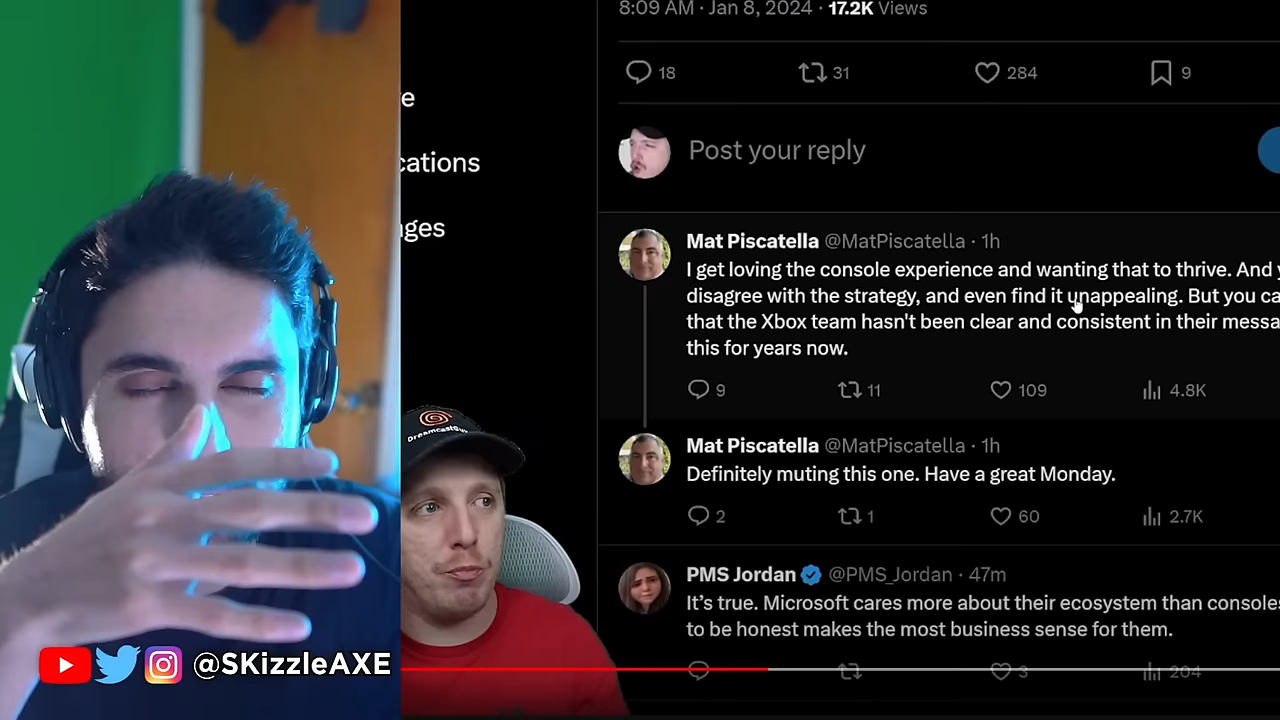 8:09 AM · Jan 8, 2024 · 17.2K Views
18 31 284 9
e
cations
ges
Post your reply
Mat Piscatella @MatPiscatella · 1h
I get loving the console experience and wanting that to thrive. And
disagree with the strategy, and even find it unappealing. But you
that the Xbox team hasn't been clear and consistent in their
this for years now.
9 11 109 4.8K
Mat Piscatella @MatPiscatella · 1h
Definitely muting this one. Have a great Monday.
2 1 60 2.7K
PMS Jordan @PMS_Jordan · 47m
It's true. Microsoft cares more about their ecosystem than consoles
to be honest makes the most business sense for them.
3 204
@SKizzleAXE